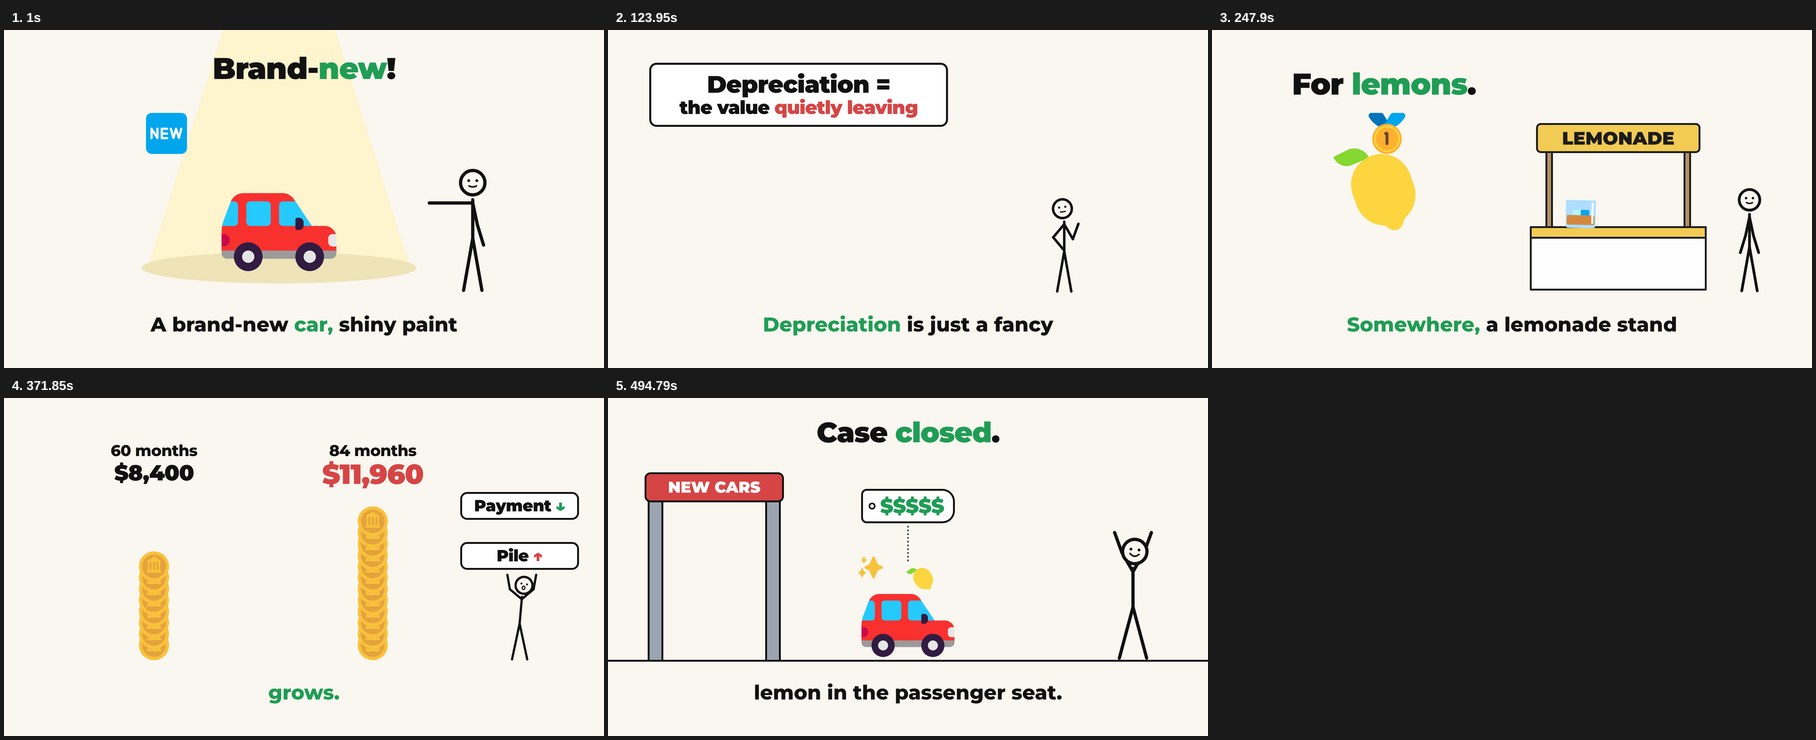 1. 1s
Brand-new!
NEW
A brand-new car, shiny paint
2. 123.95s
Depreciation =
the value quietly leaving
Depreciation is just a fancy
3. 247.9s
For lemons.
1
LEMONADE
Somewhere, a lemonade stand
4. 371.85s
60 months
$8,400
84 months
$11,960
Payment ↓
Pile ↑
grows.
5. 494.79s
Case closed.
NEW CARS
$$$$$
lemon in the passenger seat.